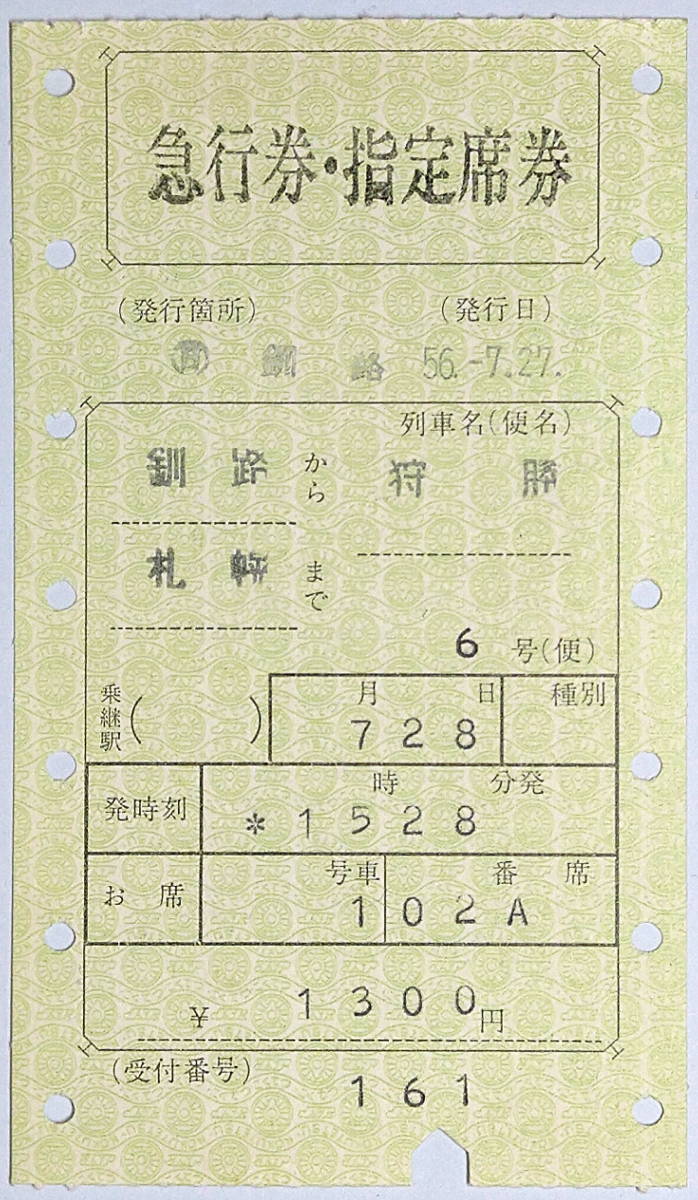 急行券・指定席券
(発行箇所) (発行日)
釧 路 56.-7.27.
列車名(便名)
釧 路 から 狩 勝
札 幌 まで
6 号(便)
乗継駅( ) 月 日 種別
7 2 8
時 分発
発時刻 *1 5 2 8
号車 番 席
お 席 1 0 2 A
¥ 1 3 0 0 円
(受付番号) 1 6 1